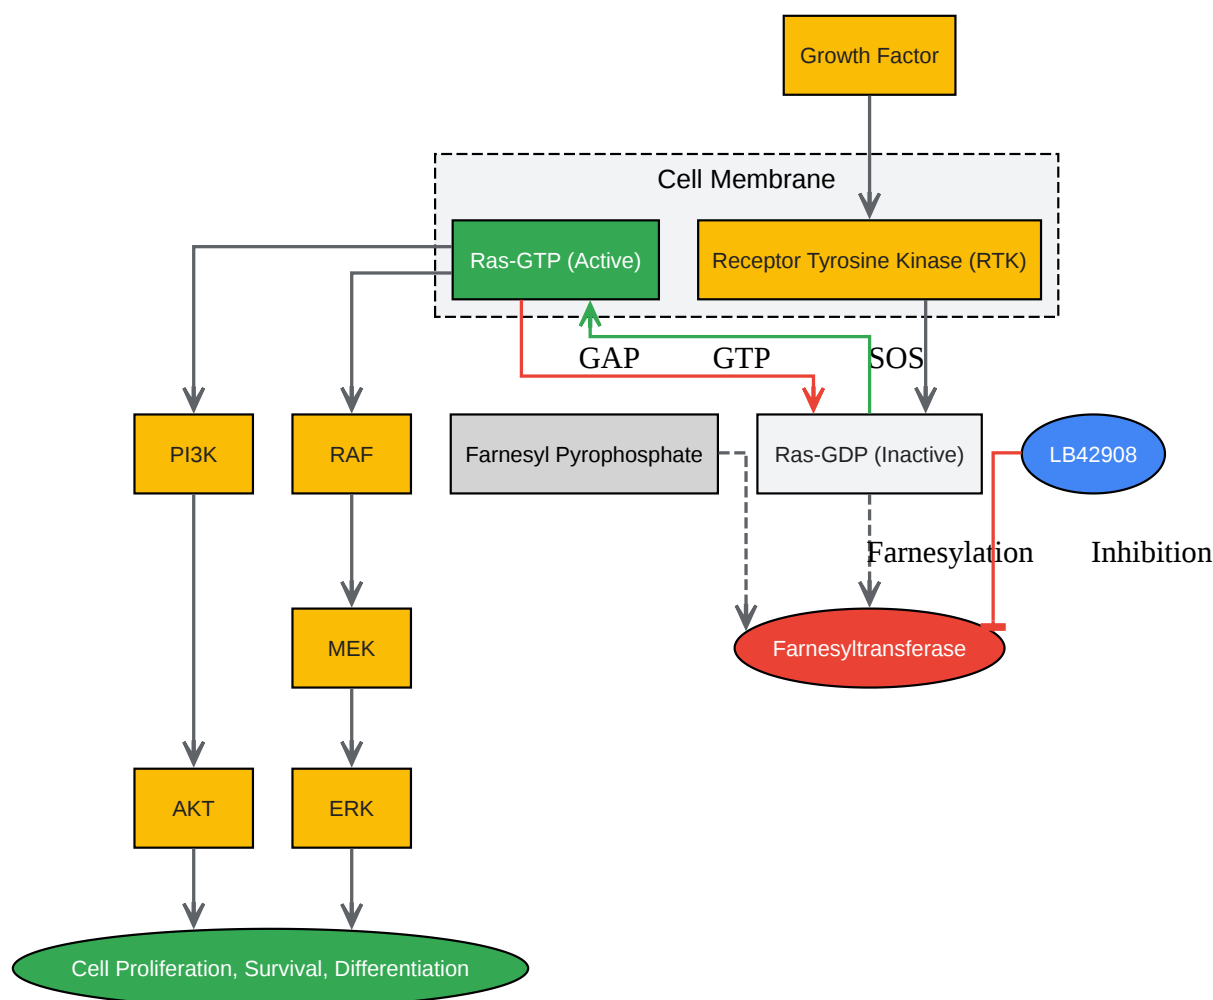 Growth Factor
Cell Membrane
Ras-GTP (Active)
Receptor Tyrosine Kinase (RTK)
GAP
GTP
SOS
PI3K
RAF
Farnesyl Pyrophosphate
Ras-GDP (Inactive)
LB42908
Farnesylation
Inhibition
MEK
Farnesyltransferase
AKT
ERK
Cell Proliferation, Survival, Differentiation